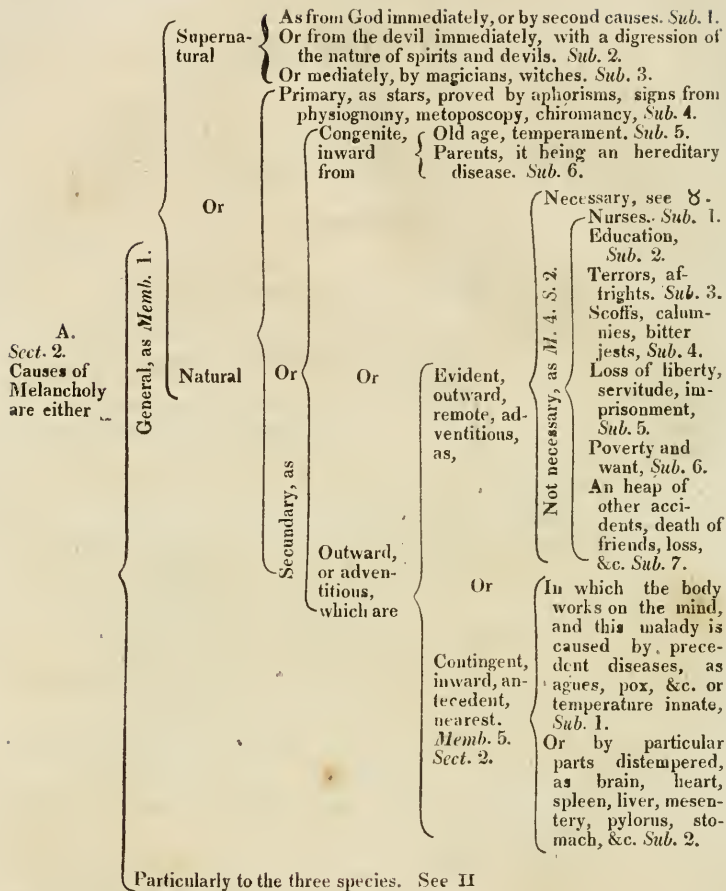 As from God immediately, or by second causes. Sub. 1.
Or from the devil immediately, with a digression of
the nature of spirits and devils. Sub. 2.
Or mediately, by magicians, witches. Sub. 3.
Superna-
tural
Or
Natural
Primary, as stars, proved by aphorisms, signs from
physiognomy, metoposcopy, chiromancy, Sub. 4.
Congenite,
inward
from
Old age, temperament. Sub. 5.
Parents, it being an hereditary
disease. Sub. 6.
A.
Sect. 2.
Causes of
Melancholy
are either
General, as Memb. 1.
Or
Secundary, as
Or
Outward,
or adven-
titious,
which are
Evident,
outward,
remote, ad-
ventitious,
as,
Necessary, see ♉.
Not necessary, as M. 4. S. 2.
Nurses. Sub. 1.
Education,
Sub. 2.
Terrors, af-
frights. Sub. 3.
Scoffs, calum-
nies, bitter
jests, Sub. 4.
Loss of liberty,
servitude, im-
prisonment,
Sub. 5.
Poverty and
want, Sub. 6.
An heap of
other acci-
dents, death of
friends, loss,
&c. Sub. 7.
Or
Contingent,
inward, an-
tecedent,
nearest.
Memb. 5.
Sect. 2.
In which the body
works on the mind,
and this malady is
caused by prece-
dent diseases, as
agues, pox, &c. or
temperature innate,
Sub. 1.
Or by particular
parts distempered,
as brain, heart,
spleen, liver, mesen-
tery, pylorus, sto-
mach, &c. Sub. 2.
Particularly to the three species. See II